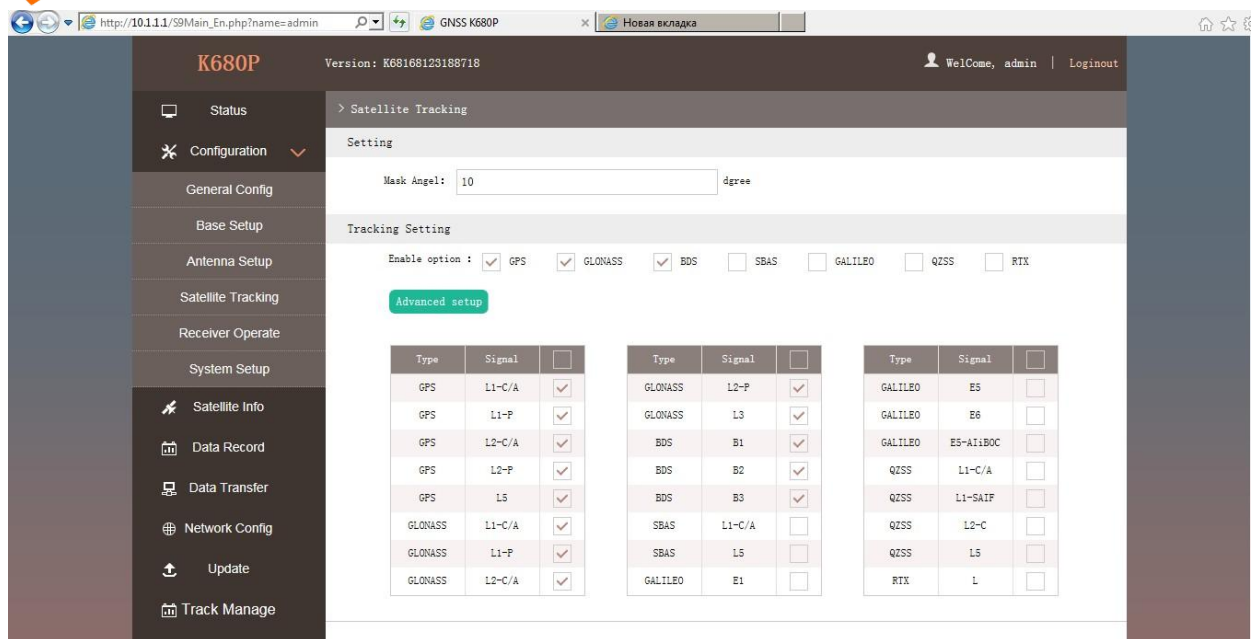 http://10.1.1.1/S9Main_En.php?name=admin
GNSS K680P
Новая вкладка
K680P
Version: K68168123188718
WelCome, admin | Loginout
Status
Configuration
General Config
Base Setup
Antenna Setup
Satellite Tracking
Receiver Operate
System Setup
Satellite Info
Data Record
Data Transfer
Network Config
Update
Track Manage
> Satellite Tracking
Setting
Mask Angel: 10 dgree
Tracking Setting
Enable option : GPS GLONASS BDS SBAS GALILEO QZSS RTX
Advanced setup
Type Signal
GPS L1-C/A
GPS L1-P
GPS L2-C/A
GPS L2-P
GPS L5
GLONASS L1-C/A
GLONASS L1-P
GLONASS L2-C/A
Type Signal
GLONASS L2-P
GLONASS L3
BDS B1
BDS B2
BDS B3
SBAS L1-C/A
SBAS L5
GALILEO E1
Type Signal
GALILEO E5
GALILEO E6
GALILEO E5-AIiBOC
QZSS L1-C/A
QZSS L1-SAIF
QZSS L2-C
QZSS L5
RTX L